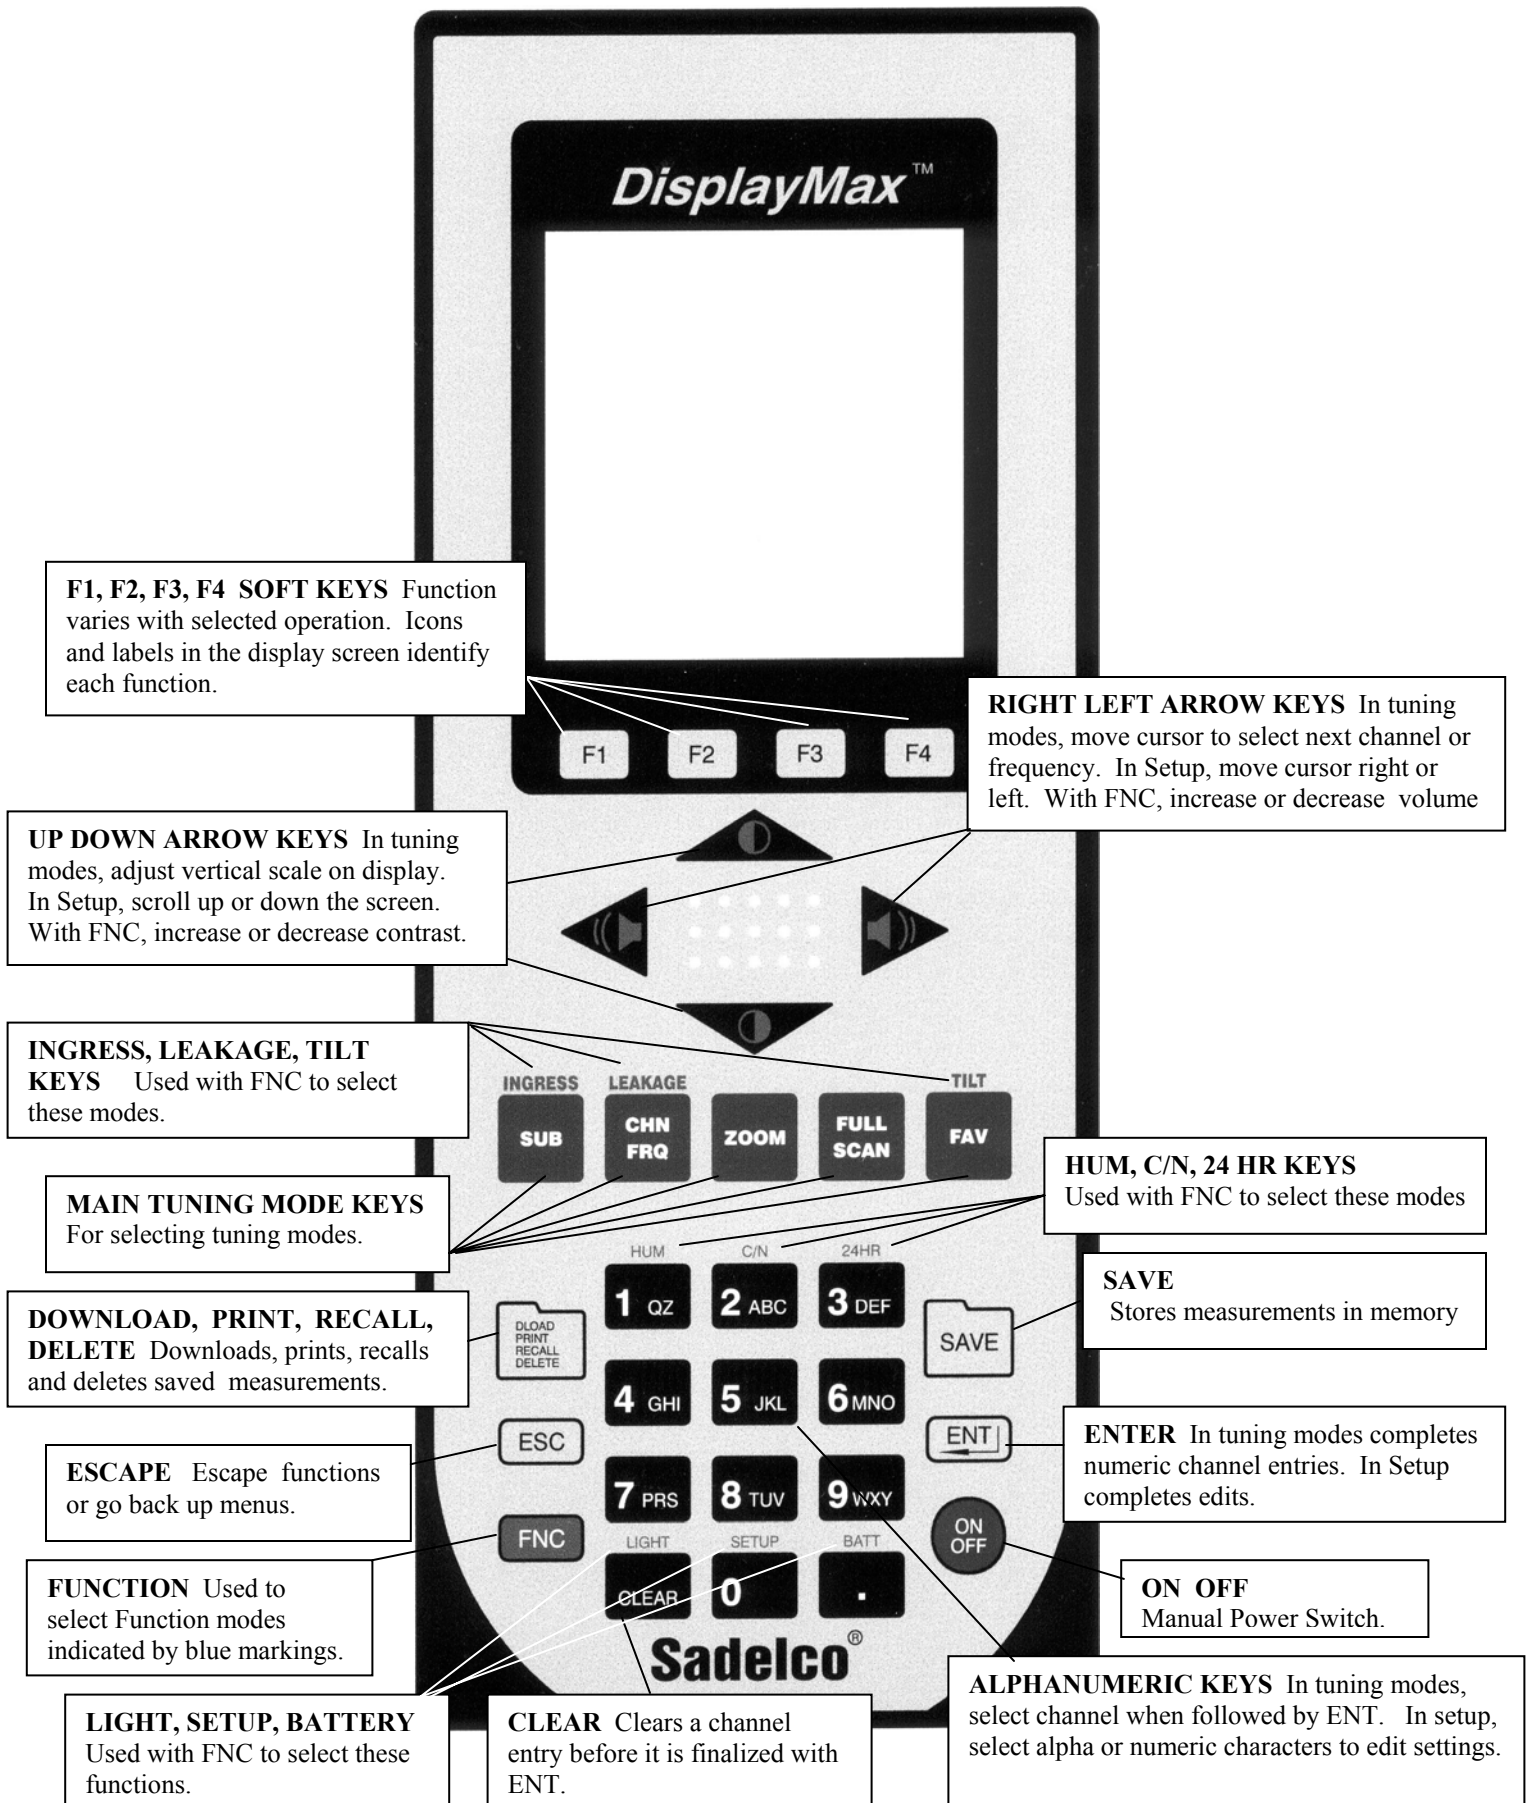 DisplayMax™
F1, F2, F3, F4 SOFT KEYS Function
varies with selected operation. Icons
and labels in the display screen identify
each function.
F1 F2 F3 F4
RIGHT LEFT ARROW KEYS In tuning
modes, move cursor to select next channel or
frequency. In Setup, move cursor right or
left. With FNC, increase or decrease volume
UP DOWN ARROW KEYS In tuning
modes, adjust vertical scale on display.
In Setup, scroll up or down the screen.
With FNC, increase or decrease contrast.
INGRESS, LEAKAGE, TILT
KEYS Used with FNC to select
these modes.
INGRESS LEAKAGE TILT
SUB
CHN
FRQ
ZOOM
FULL
SCAN
FAV
MAIN TUNING MODE KEYS
For selecting tuning modes.
HUM, C/N, 24 HR KEYS
Used with FNC to select these modes
HUM C/N 24HR
1 QZ 2 ABC 3 DEF
DOWNLOAD, PRINT, RECALL,
DELETE Downloads, prints, recalls
and deletes saved measurements.
DLOAD
PRINT
RECALL
DELETE
SAVE
SAVE
Stores measurements in memory
4 GHI 5 JKL 6 MNO
ESCAPE Escape functions
or go back up menus.
ESC
ENT
ENTER In tuning modes completes
numeric channel entries. In Setup
completes edits.
7 PRS 8 TUV 9 WXY
FNC
ON
OFF
FUNCTION Used to
select Function modes
indicated by blue markings.
LIGHT SETUP BATT
CLEAR 0 .
ON OFF
Manual Power Switch.
Sadelco®
LIGHT, SETUP, BATTERY
Used with FNC to select these
functions.
CLEAR Clears a channel
entry before it is finalized with
ENT.
ALPHANUMERIC KEYS In tuning modes,
select channel when followed by ENT. In setup,
select alpha or numeric characters to edit settings.